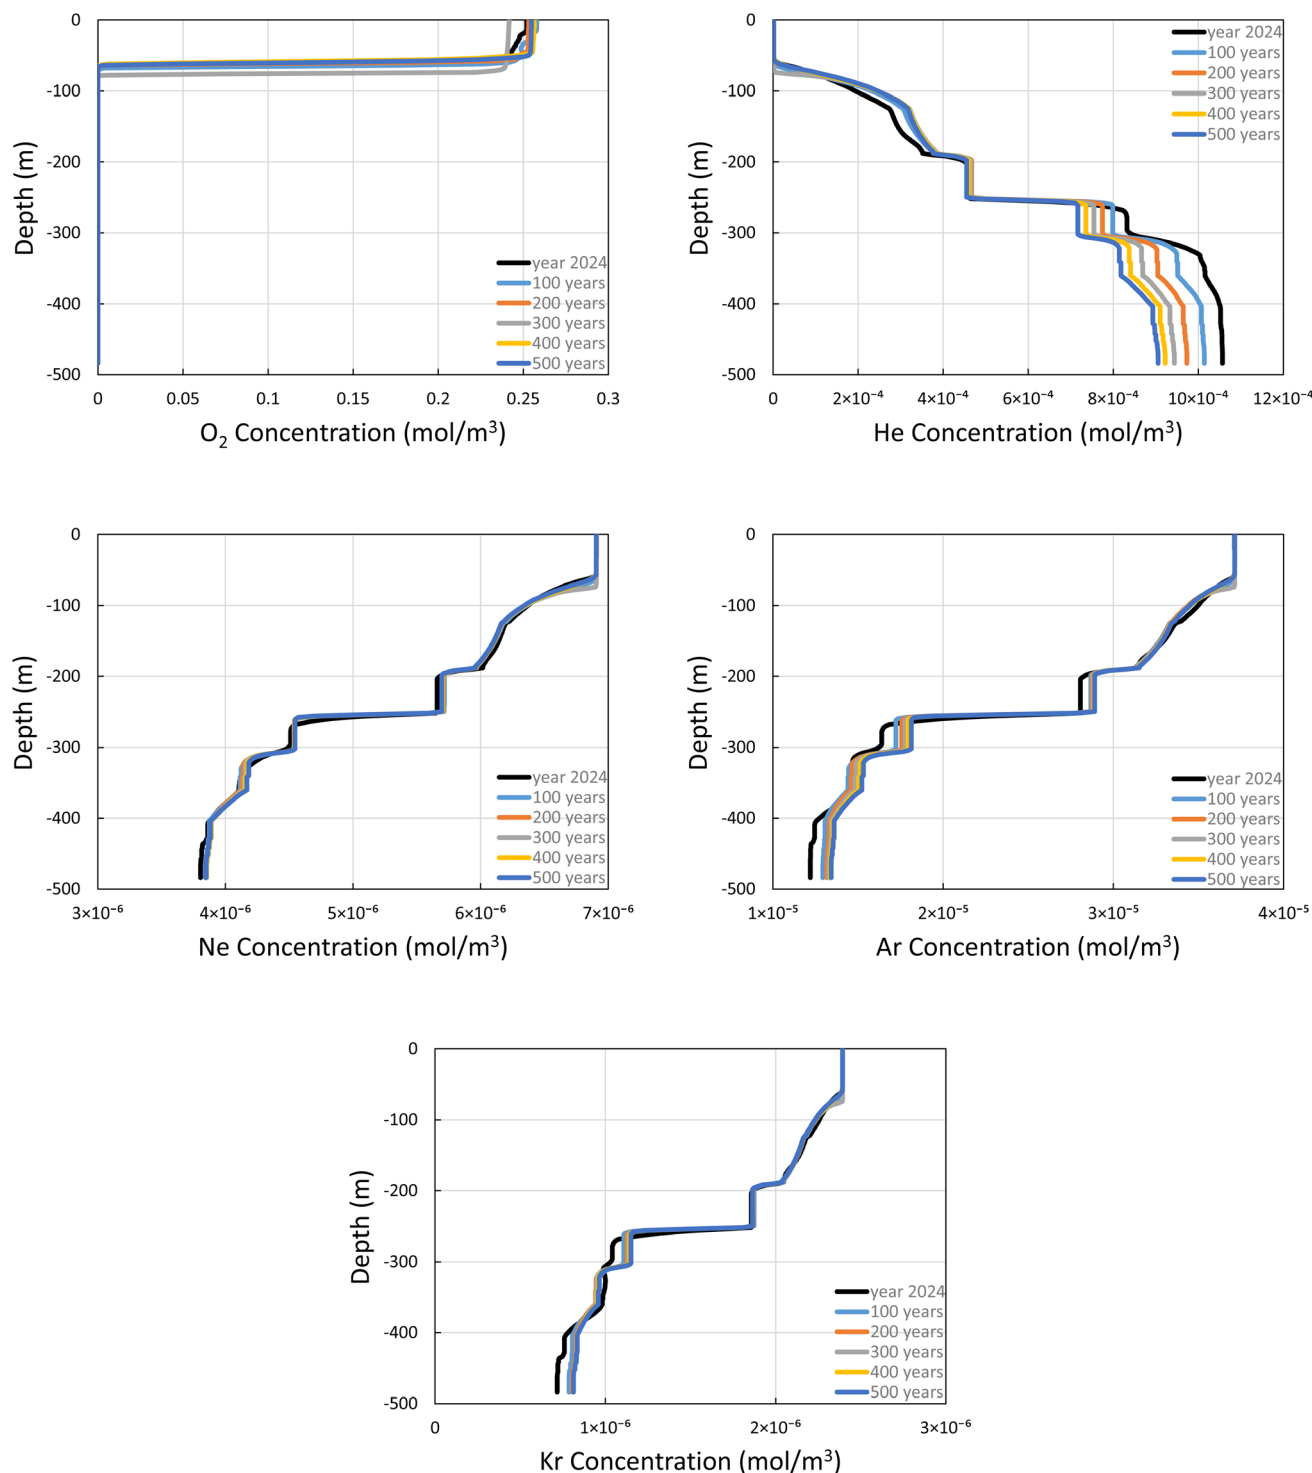 0
-100
-200
-300
-400
-500
Depth (m)
year 2024
100 years
200 years
300 years
400 years
500 years
0 0.05 0.1 0.15 0.2 0.25 0.3
O₂ Concentration (mol/m³)
0
-100
-200
-300
-400
-500
Depth (m)
year 2024
100 years
200 years
300 years
400 years
500 years
0 2×10⁻⁴ 4×10⁻⁴ 6×10⁻⁴ 8×10⁻⁴ 10×10⁻⁴ 12×10⁻⁴
He Concentration (mol/m³)
0
-100
-200
-300
-400
-500
Depth (m)
year 2024
100 years
200 years
300 years
400 years
500 years
3×10⁻⁶ 4×10⁻⁶ 5×10⁻⁶ 6×10⁻⁶ 7×10⁻⁶
Ne Concentration (mol/m³)
0
-100
-200
-300
-400
-500
Depth (m)
year 2024
100 years
200 years
300 years
400 years
500 years
1×10⁻⁵ 2×10⁻⁵ 3×10⁻⁵ 4×10⁻⁵
Ar Concentration (mol/m³)
0
-100
-200
-300
-400
-500
Depth (m)
year 2024
100 years
200 years
300 years
400 years
500 years
0 1×10⁻⁶ 2×10⁻⁶ 3×10⁻⁶
Kr Concentration (mol/m³)